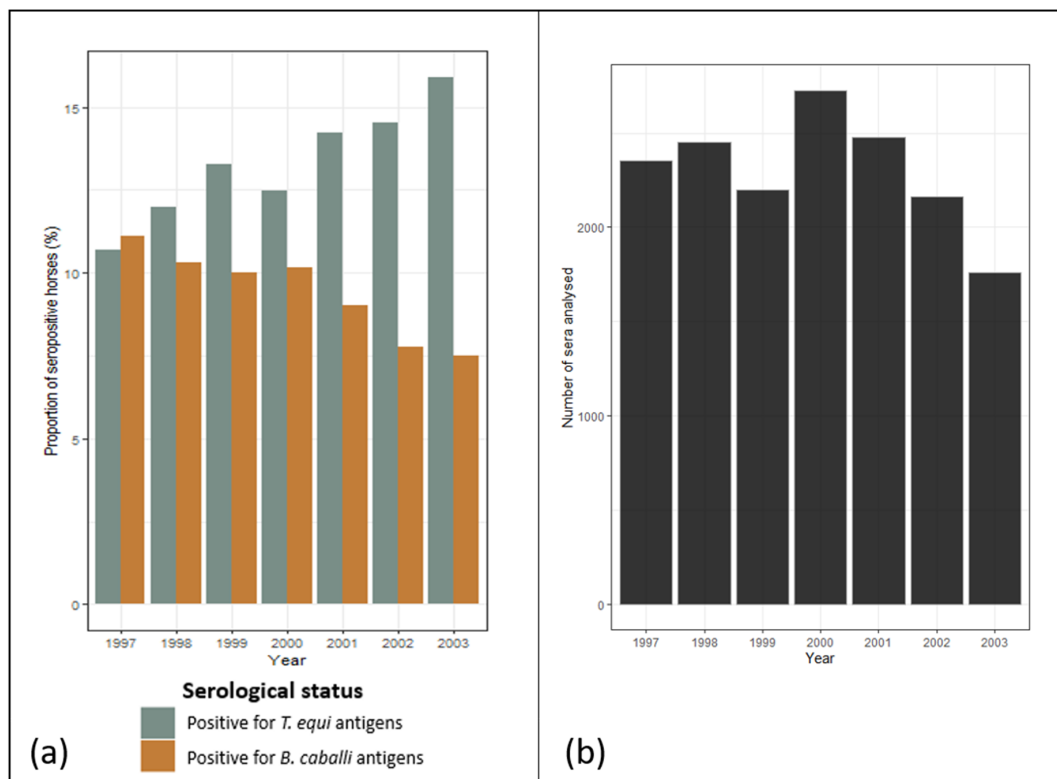 Proportion of seropositive horses (%)
15
10
5
0
1997 1998 1999 2000 2001 2002 2003
Year
Serological status
Positive for T. equi antigens
Positive for B. caballi antigens
(a)
Number of sera analysed
2000
1000
0
1997 1998 1999 2000 2001 2002 2003
Year
(b)